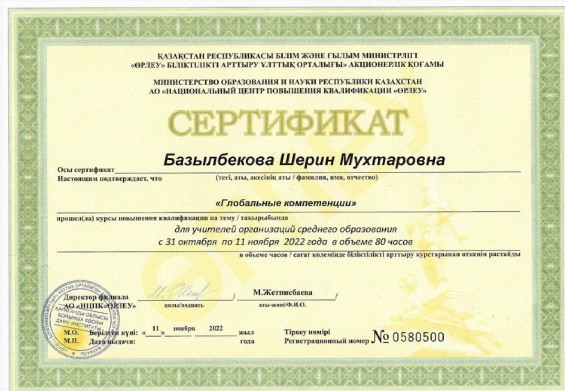 ҚАЗАҚСТАН РЕСПУБЛИКАСЫ БІЛІМ ЖӘНЕ ҒЫЛЫМ МИНИСТРЛІГІ
«ӨРЛЕУ» БІЛІКТІЛІКТІ АРТТЫРУ ҰЛТТЫҚ ОРТАЛЫҒЫ» АКЦИОНЕРЛІК ҚОҒАМЫ
МИНИСТЕРСТВО ОБРАЗОВАНИЯ И НАУКИ РЕСПУБЛИКИ КАЗАХСТАН
АО «НАЦИОНАЛЬНЫЙ ЦЕНТР ПОВЫШЕНИЯ КВАЛИФИКАЦИИ «ӨРЛЕУ»
СЕРТИФИКАТ
Базылбекова Шерин Мухтаровна
Осы сертификат
Настоящим подтверждает, что (тегі, аты, әкесінің аты / фамилия, имя, отчество)
«Глобальные компетенции»
прошел(ла) курсы повышения квалификации на тему / тақырыбында
для учителей организаций среднего образования
с 31 октября по 11 ноября 2022 года в объеме 80 часов
в объеме часов / сағат көлемінде біліктілікті арттыру курстарынан өткенін растайды
Директор филиала / М.Жетписбаева /
АО «НЦПК «ӨРЛЕУ» қолы/подпись аты-жөні/Ф.И.О.
М.О. Берілген күні: « 11 » ноября 2022 жыл Тіркеу нөмірі
М.П. Дата выдачи: года Регистрационный номер № 0580500